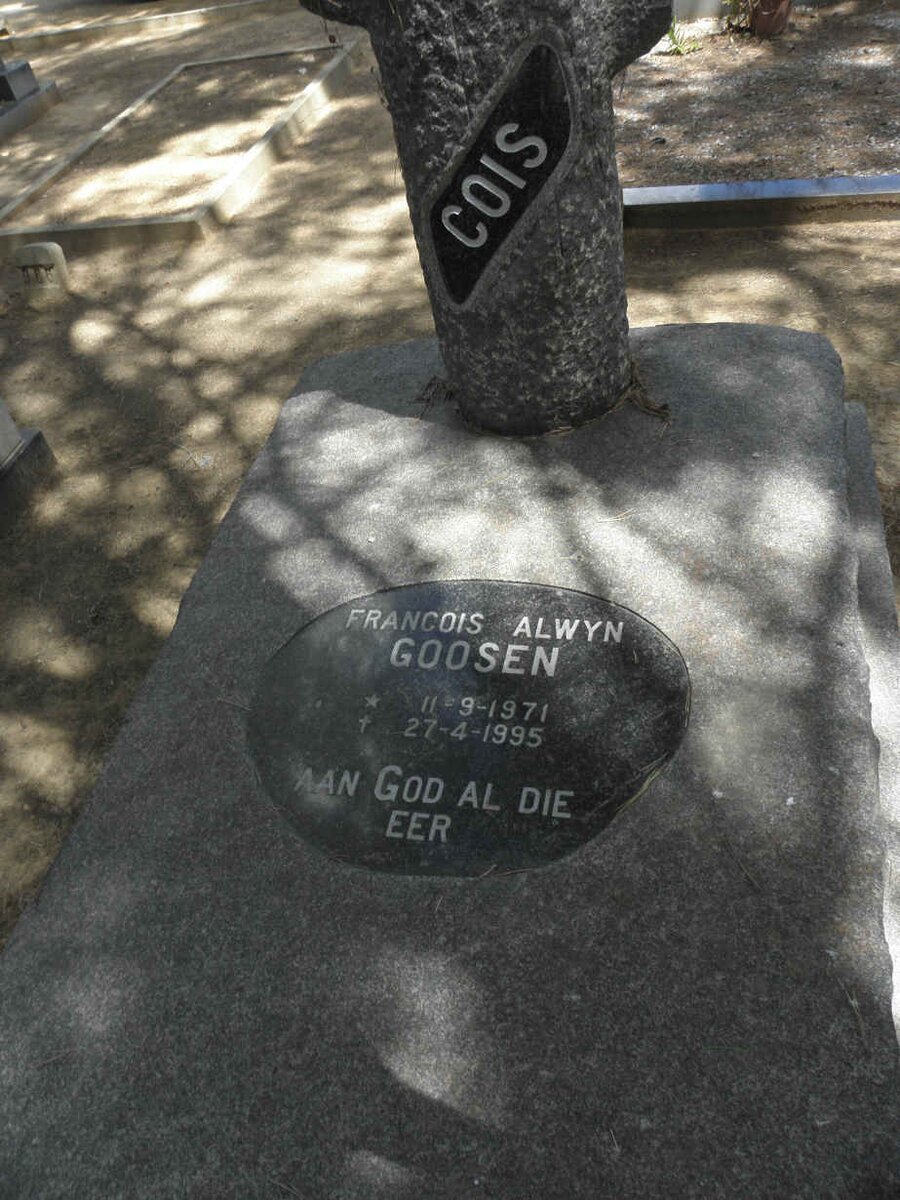 COIS
FRANCOIS ALWYN
GOOSEN
★ 11-9-1971
✝ 27-4-1995
AAN GOD AL DIE
EER